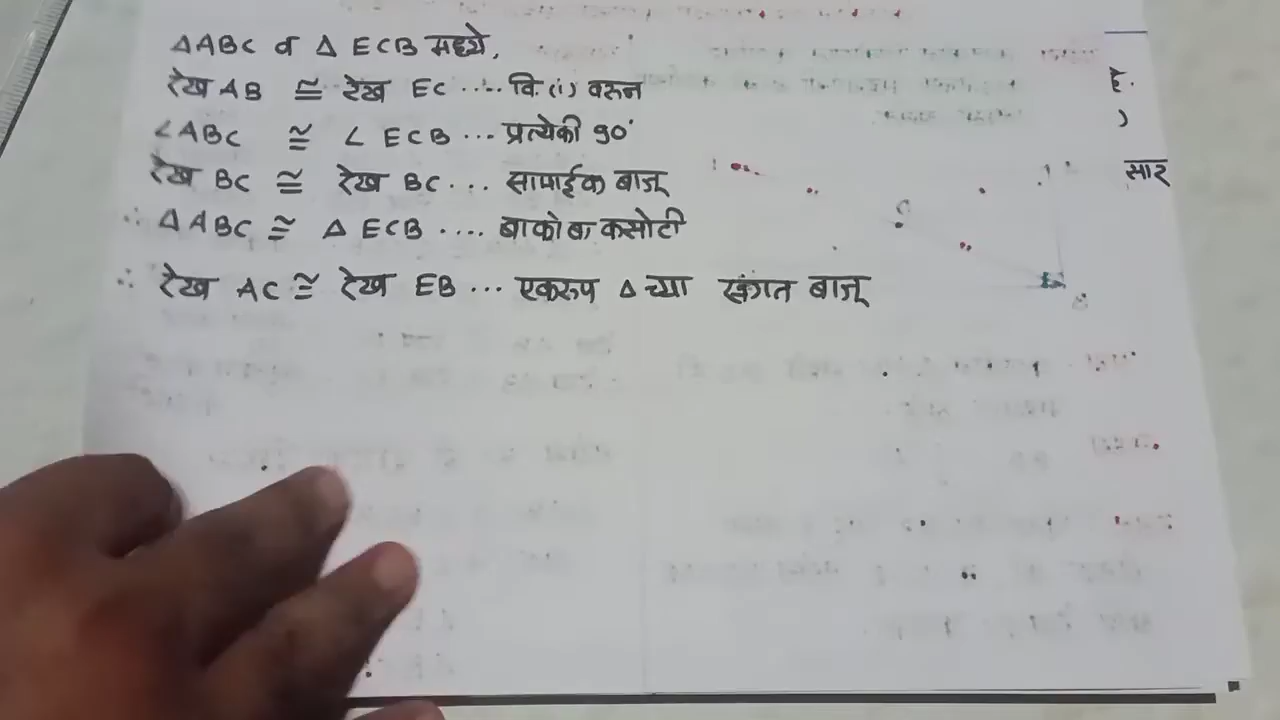 ΔABC व Δ ECB मध्ये,
रेख AB ≅ रेख EC ..... वि. (i) वरून
∠ABC ≅ ∠ ECB ... प्रत्येकी 90°
रेख BC ≅ रेख BC... सामाईक बाजू
∴ ΔABC ≅ Δ ECB .... बाकोबा कसोटी
∴ रेख AC ≅ रेख EB ... एकरूप Δ च्या संगत बाजू
हे.
)
सार